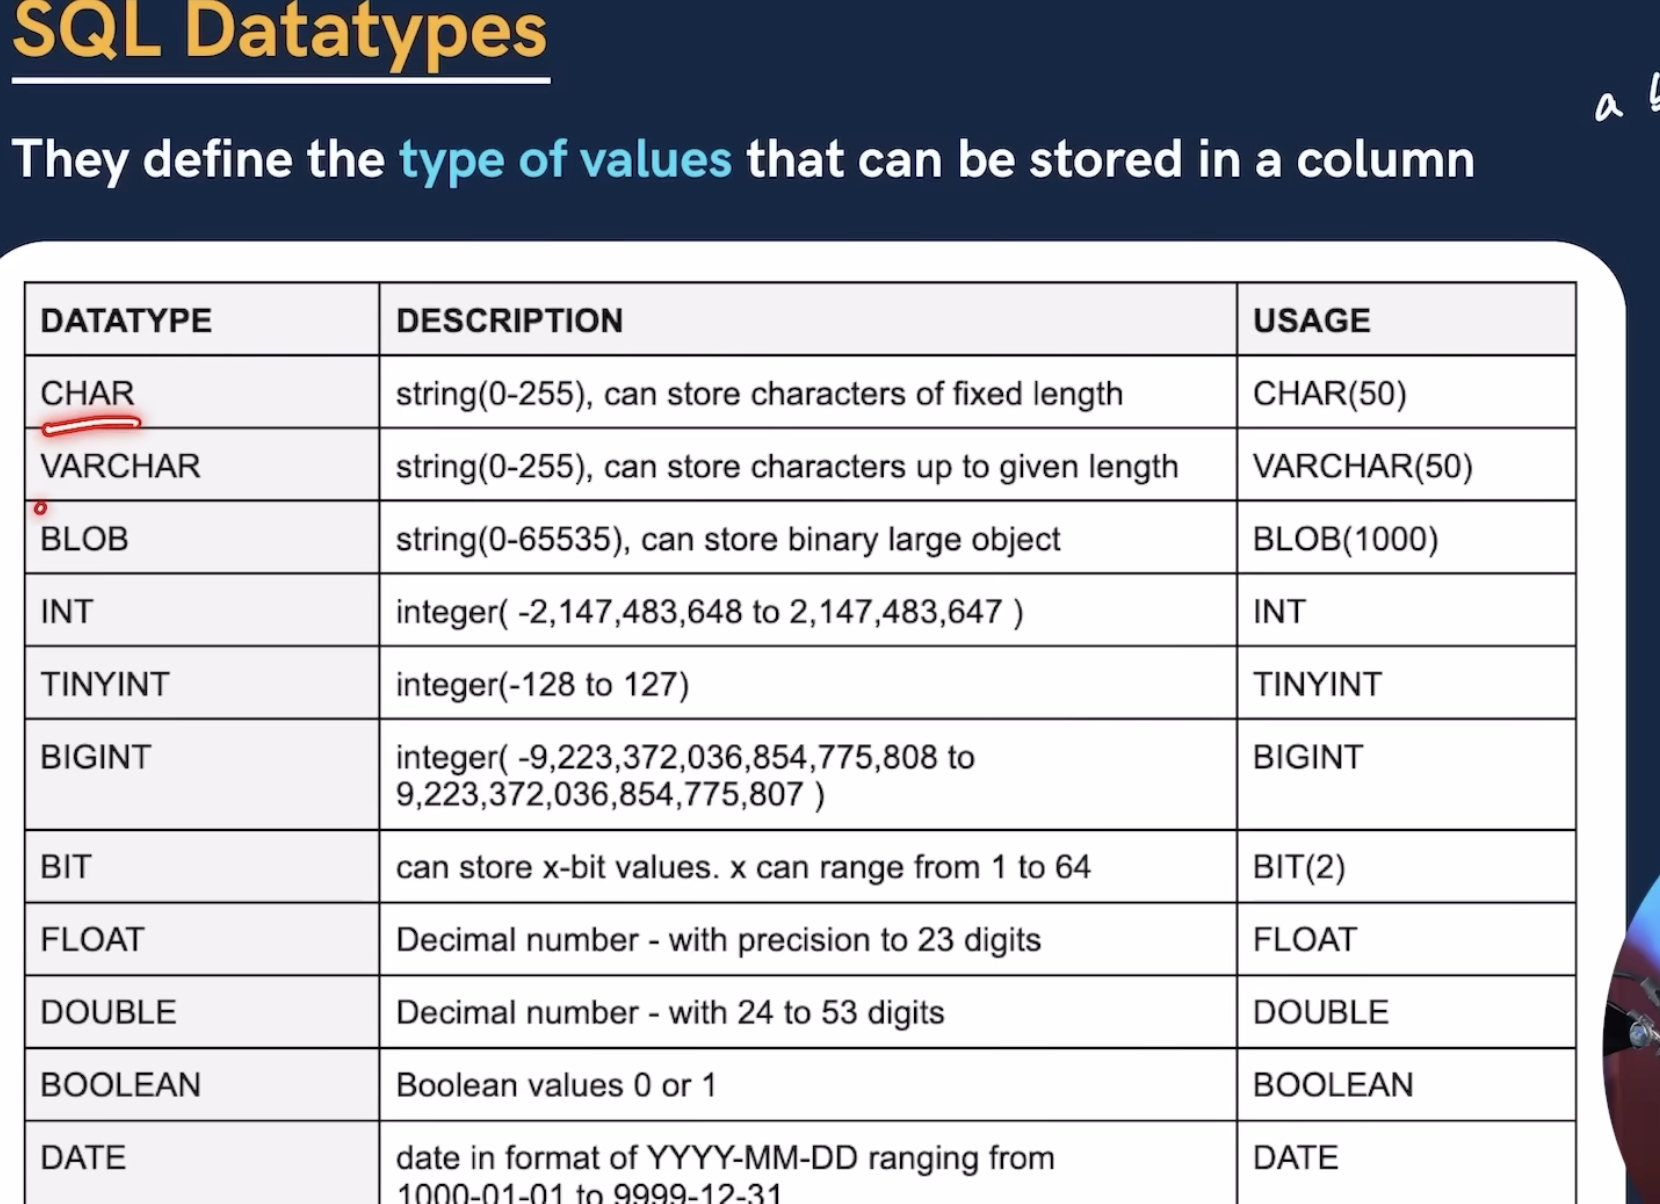 SQL Datatypes
a b
They define the type of values that can be stored in a column
DATATYPE DESCRIPTION USAGE
CHAR string(0-255), can store characters of fixed length CHAR(50)
VARCHAR string(0-255), can store characters up to given length VARCHAR(50)
BLOB string(0-65535), can store binary large object BLOB(1000)
INT integer( -2,147,483,648 to 2,147,483,647 ) INT
TINYINT integer(-128 to 127) TINYINT
BIGINT integer( -9,223,372,036,854,775,808 to BIGINT
9,223,372,036,854,775,807 )
BIT can store x-bit values. x can range from 1 to 64 BIT(2)
FLOAT Decimal number - with precision to 23 digits FLOAT
DOUBLE Decimal number - with 24 to 53 digits DOUBLE
BOOLEAN Boolean values 0 or 1 BOOLEAN
DATE date in format of YYYY-MM-DD ranging from DATE
1000-01-01 to 9999-12-31